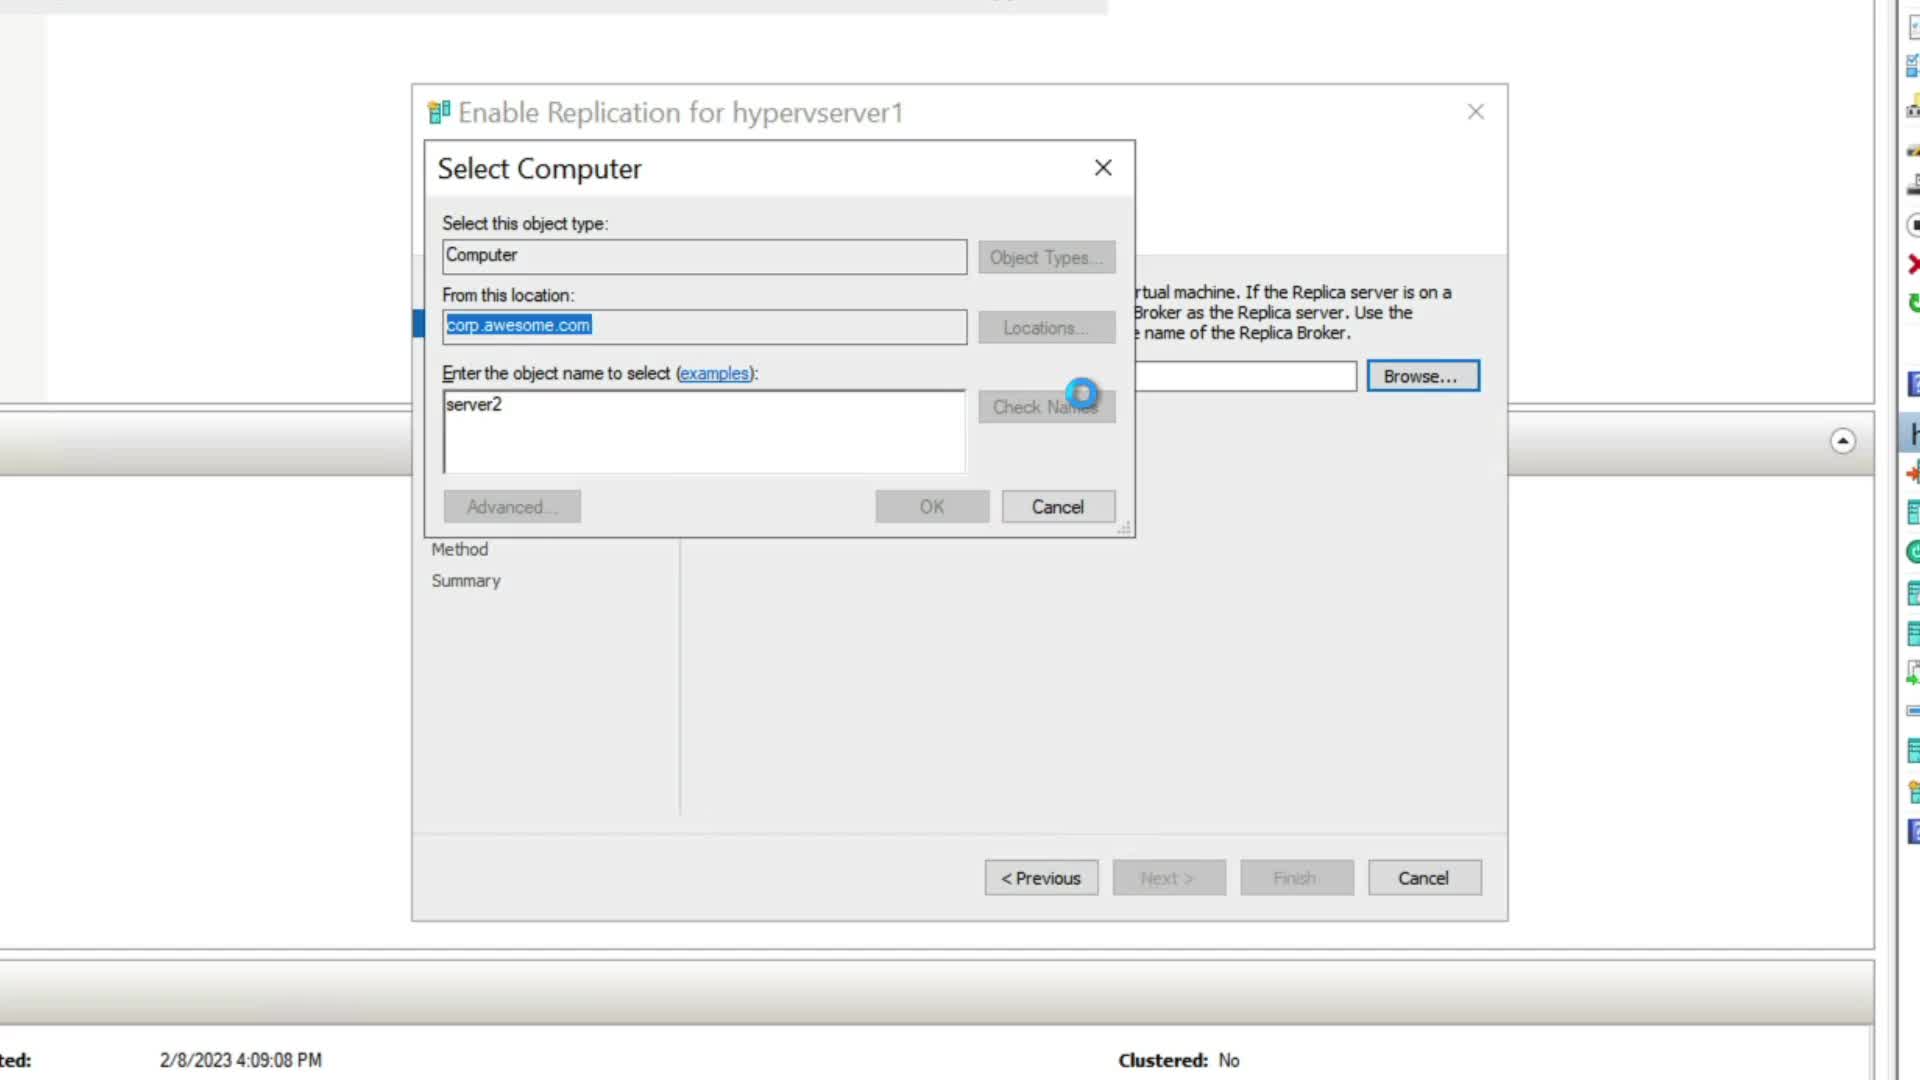 Enable Replication for hypervserver1
Select Computer
Select this object type:
Computer
Object Types...
From this location:
corp.awesome.com
Locations...
Enter the object name to select (examples):
server2
Check Names
Advanced...
OK
Cancel
rtual machine. If the Replica server is on a
Broker as the Replica server. Use the
name of the Replica Broker.
Browse...
Method
Summary
< Previous
Next >
Finish
Cancel
ted:
2/8/2023 4:09:08 PM
Clustered: No